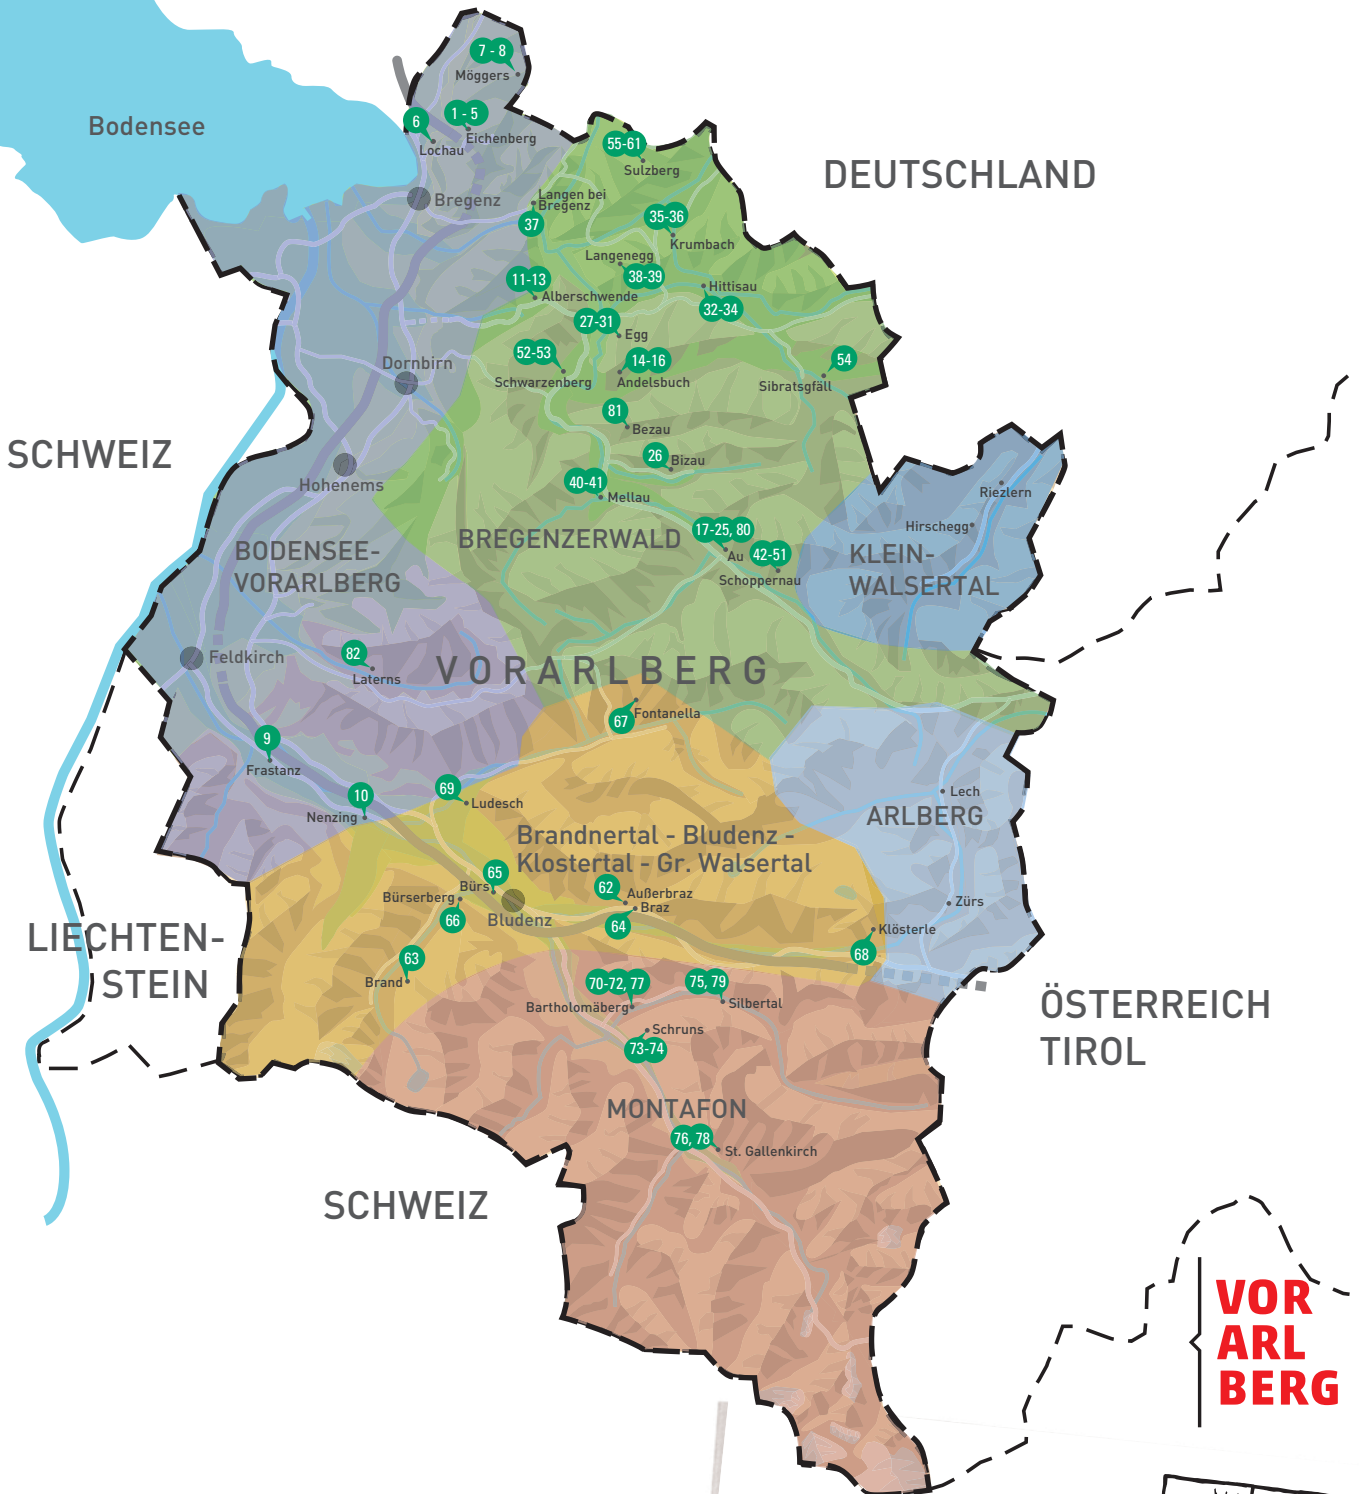 7 - 8
Möggers
1 - 5
6
Eichenberg
Lochau
Bodensee
55-61
Sulzberg
DEUTSCHLAND
Bregenz
Langen bei
Bregenz
37
35-36
Krumbach
Langenegg
38-39
11-13
Alberschwende
Hittisau
32-34
27-31
Egg
52-53
Schwarzenberg
14-16
Andelsbuch
54
Sibratsgfäll
Dornbirn
81
Bezau
SCHWEIZ
26
Bizau
Hohenems
40-41
Mellau
Riezlern
Hirschegg
17-25, 80
Au
42-51
Schoppernau
BREGENZERWALD
BODENSEE-
VORARLBERG
KLEIN-
WALSERTAL
Feldkirch
82
Laterns
VORARLBERG
67
Fontanella
9
Frastanz
10
Nenzing
69
Ludesch
Lech
ARLBERG
Brandnertal - Bludenz -
Klostertal - Gr. Walsertal
65
Bürs
Bürserberg
66
62
Außerbraz
Braz
64
Bludenz
Zürs
Klösterle
68
LIECHTEN-
STEIN
63
Brand
70-72, 77
Bartholomäberg
75, 79
Silbertal
Schruns
73-74
ÖSTERREICH
TIROL
MONTAFON
76, 78
St. Gallenkirch
SCHWEIZ
VOR
ARL
BERG